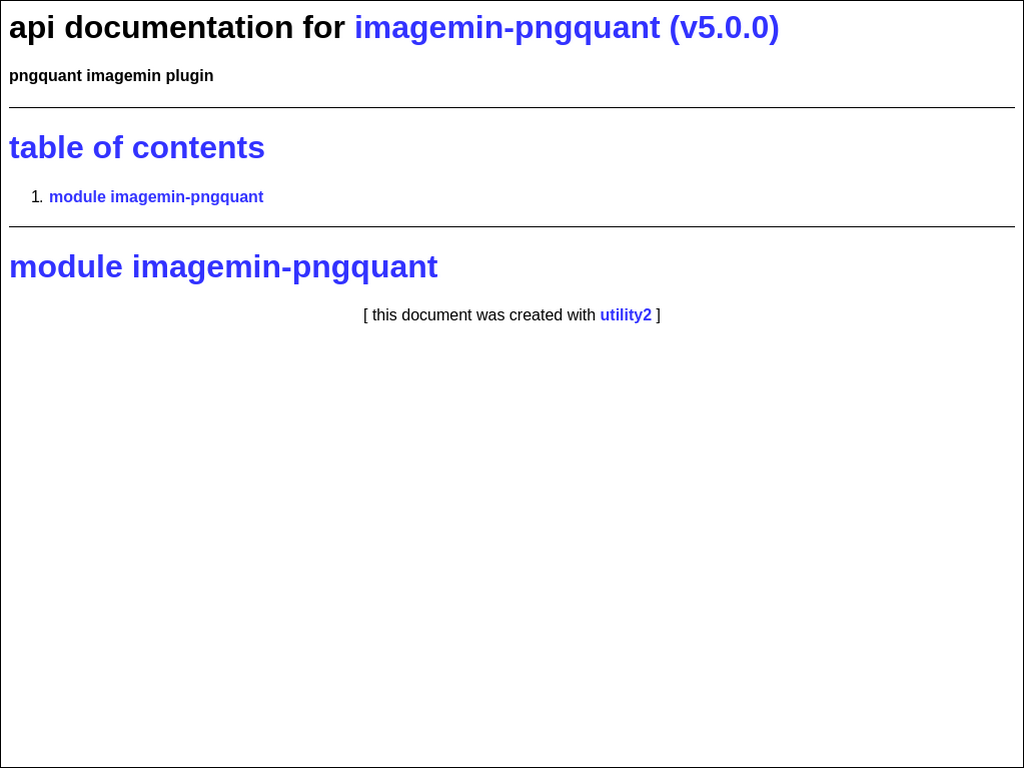 api documentation for imagemin-pngquant (v5.0.0)
pngquant imagemin plugin
table of contents
1. module imagemin-pngquant
module imagemin-pngquant
[ this document was created with utility2 ]